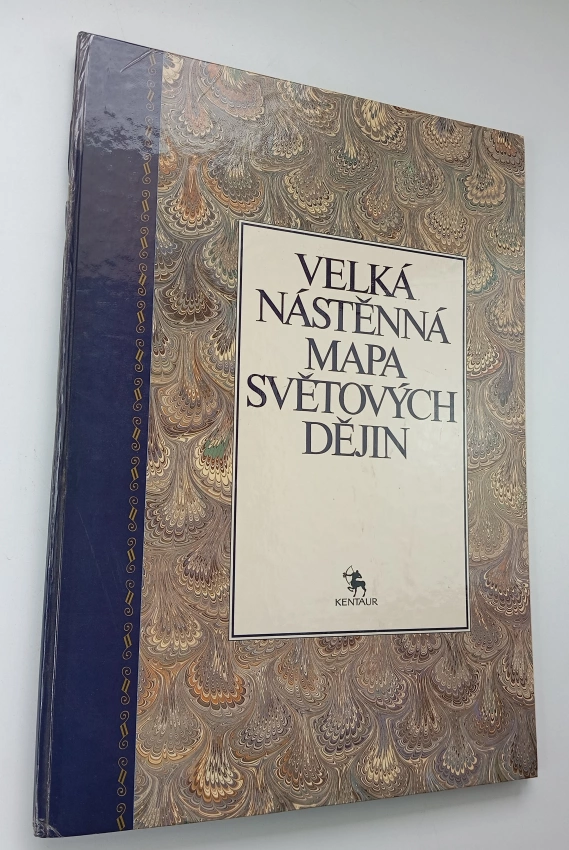 VELKÁ
NÁSTĚNNÁ
MAPA
SVĚTOVÝCH
DĚJIN
KENTAUR